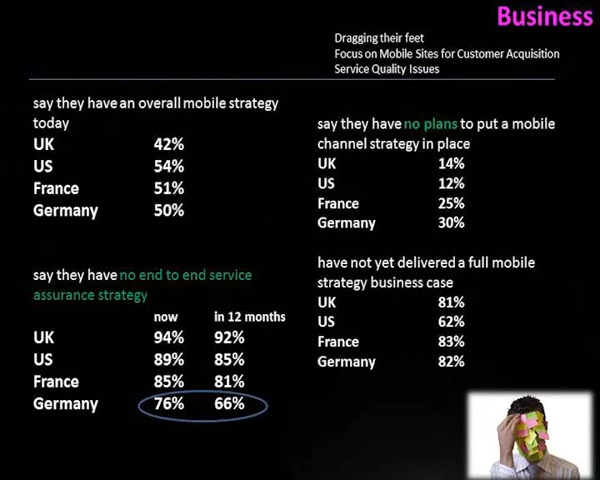 Business
Dragging their feet
Focus on Mobile Sites for Customer Acquisition
Service Quality Issues
say they have an overall mobile strategy
today
UK 42%
US 54%
France 51%
Germany 50%
say they have no end to end service
assurance strategy
now in 12 months
UK 94% 92%
US 89% 85%
France 85% 81%
Germany 76% 66%
say they have no plans to put a mobile
channel strategy in place
UK 14%
US 12%
France 25%
Germany 30%
have not yet delivered a full mobile
strategy business case
UK 81%
US 62%
France 83%
Germany 82%